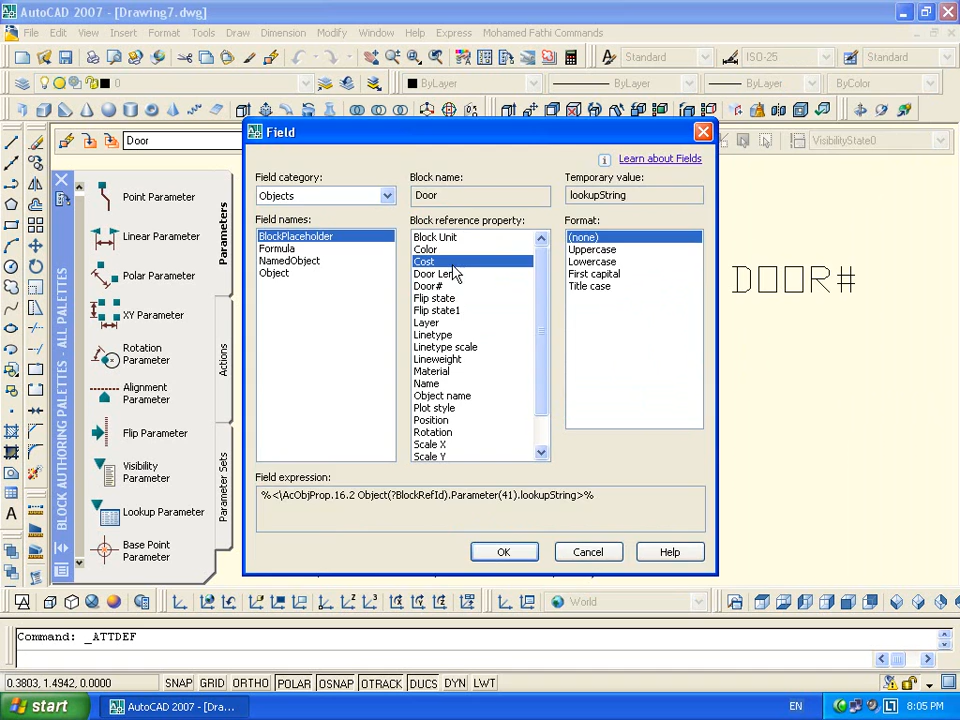 AutoCAD 2007 - [Drawing7.dwg]
File Edit View Insert Format Tools Draw Dimension Modify Window Help Express Mohamed Fathi Commands
Standard ISO-25 Standard
0 ByLayer ByLayer ByLayer ByColor
Door VisibilityState0
BLOCK AUTHORING PALETTES - ALL PALETTES
Point Parameter
Linear Parameter
Polar Parameter
XY Parameter
Rotation
Parameter
Alignment
Parameter
Flip Parameter
Visibility
Parameter
Lookup Parameter
Base Point
Parameter
Parameters
Actions
Parameter Sets
Field
Learn about Fields
Field category:
Objects
Block name:
Door
Temporary value:
lookupString
Field names:
BlockPlaceholder
Formula
NamedObject
Object
Block reference property:
Block Unit
Color
Cost
Door Len
Door#
Flip state
Flip state1
Layer
Linetype
Linetype scale
Lineweight
Material
Name
Object name
Plot style
Position
Rotation
Scale X
Scale Y
Format:
(none)
Uppercase
Lowercase
First capital
Title case
Field expression:
%<\AcObjProp.16.2 Object(?BlockRefId).Parameter(41).lookupString>%
OK Cancel Help
DOOR#
World
Command: _ATTDEF
0.3803, 1.4942, 0.0000 SNAP GRID ORTHO POLAR OSNAP OTRACK DUCS DYN LWT
start AutoCAD 2007 - [Dra... EN 8:05 PM